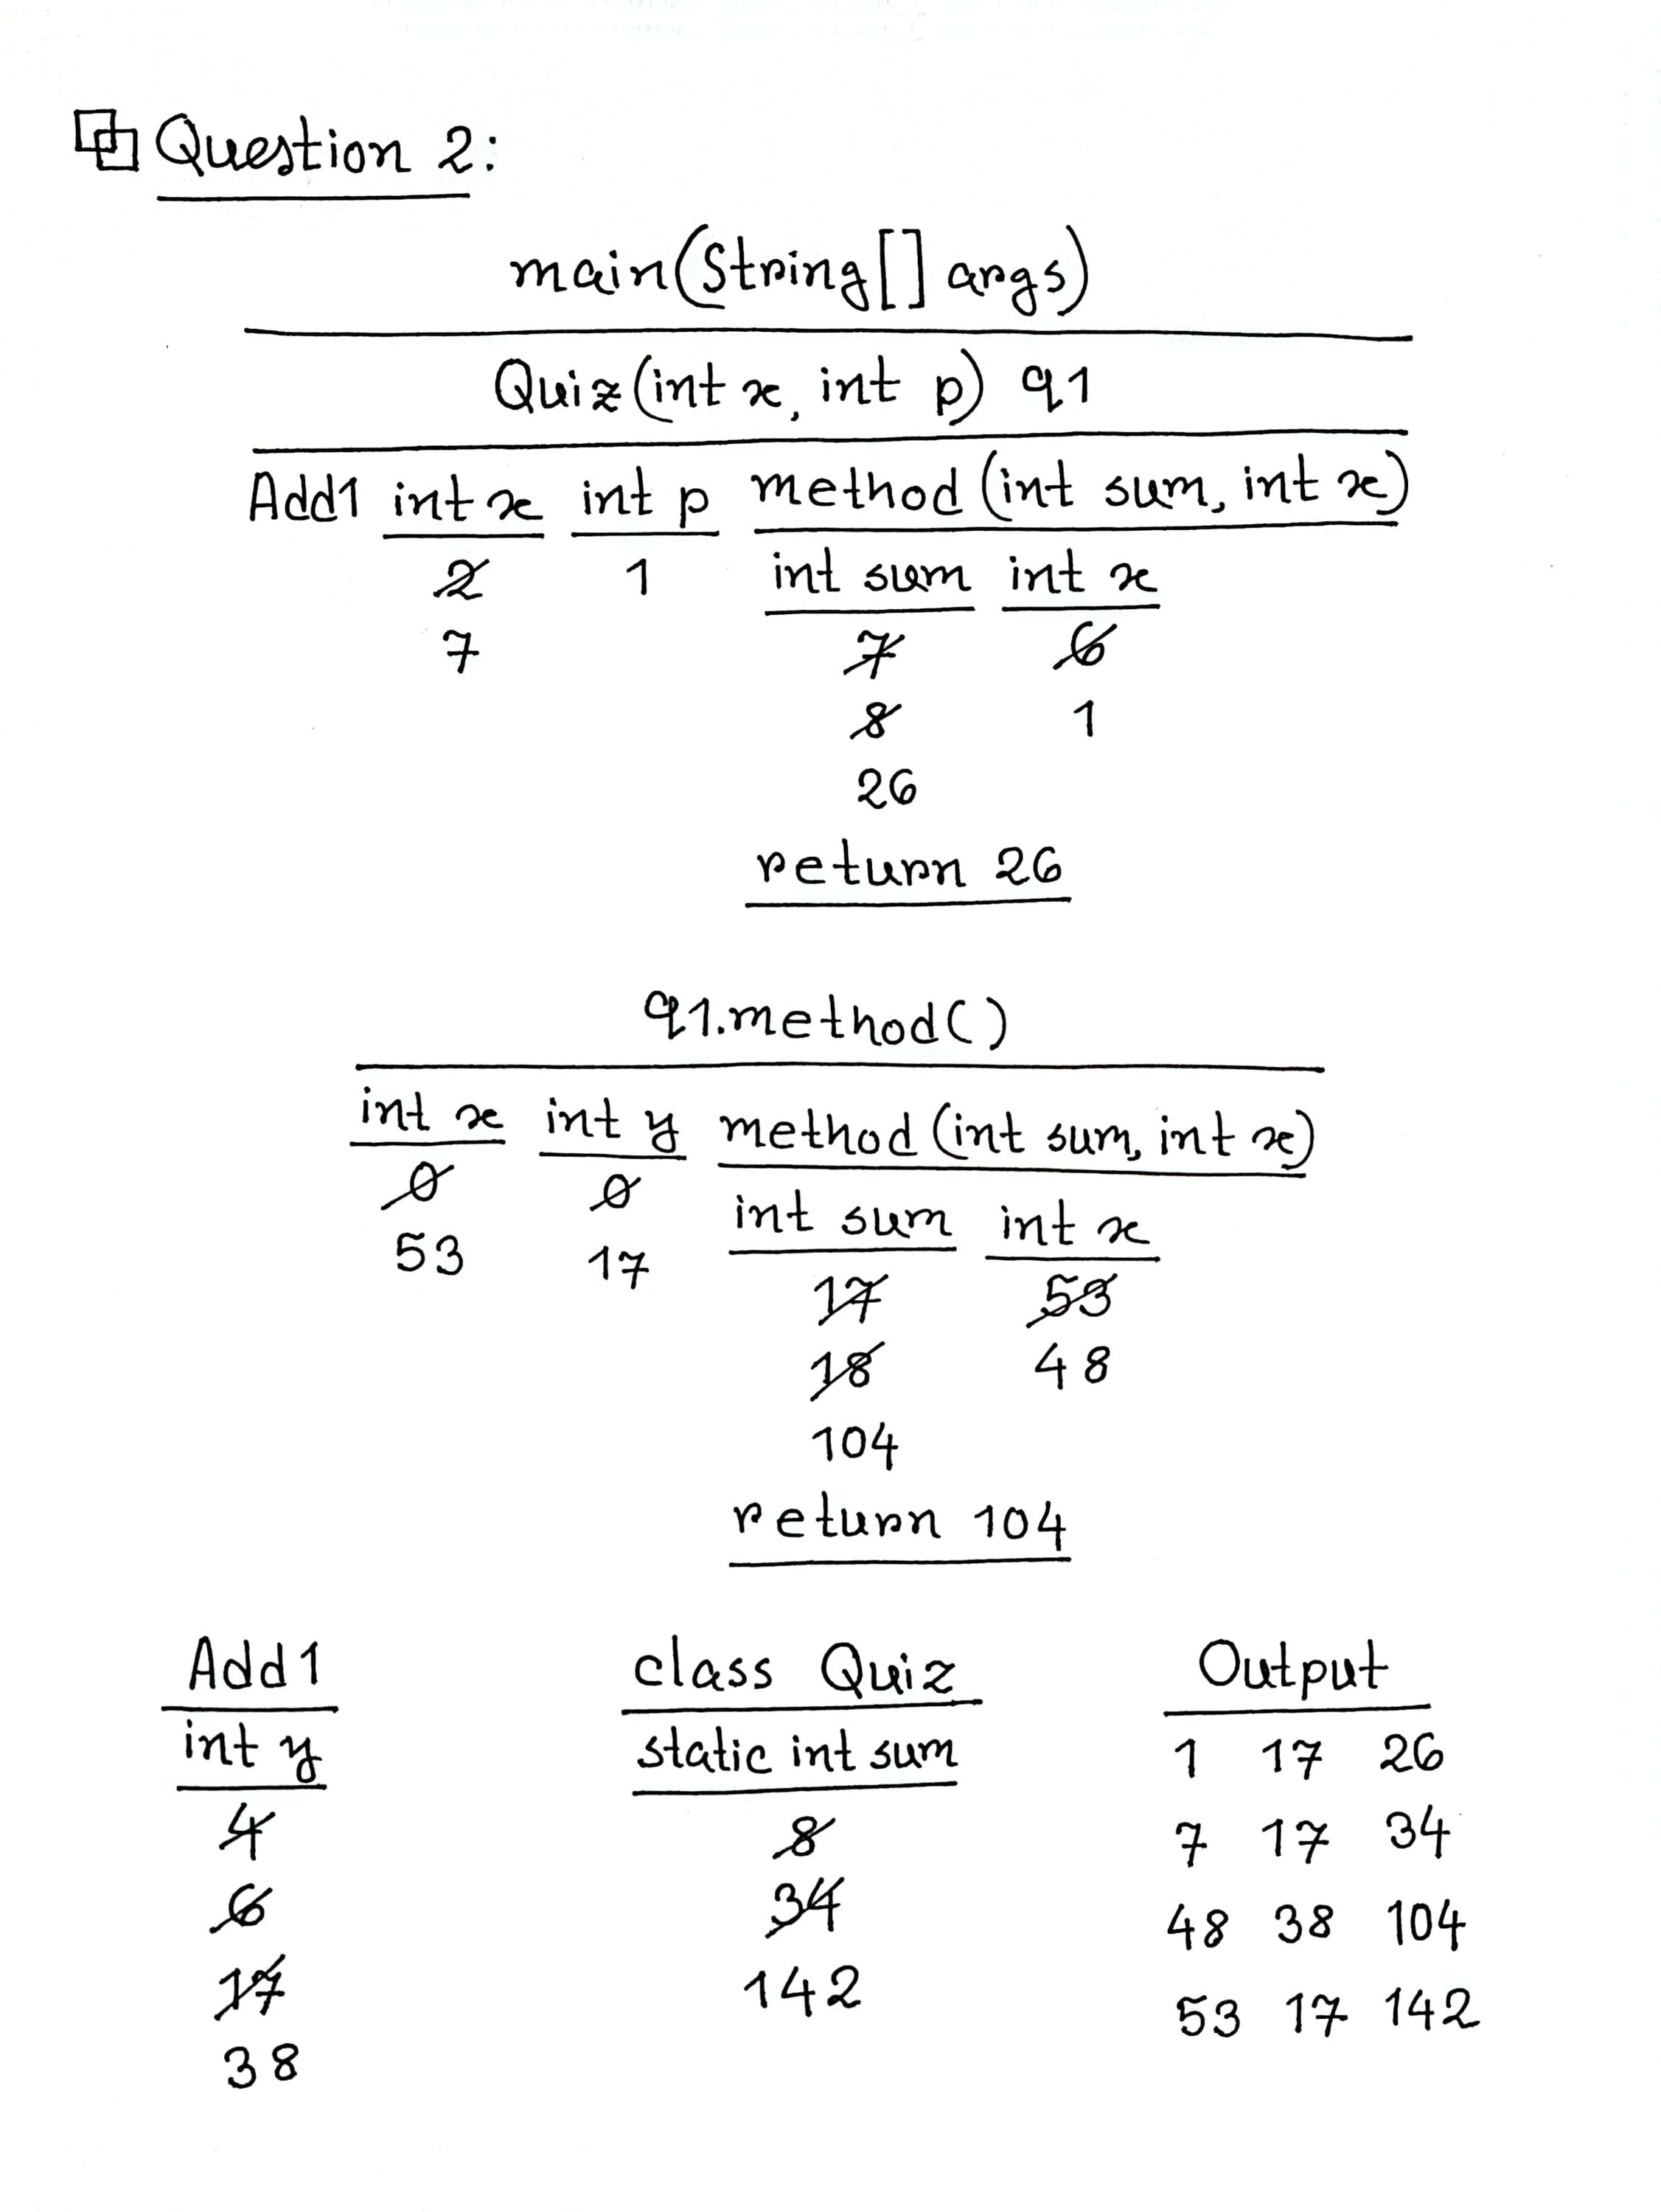 Question 2:
main(String[] args)
Quiz(int x, int p) q1
Add1 int x int p method(int sum, int x)
2 1 int sum int x
7 7 6
8 1
26
return 26
q1.method()
int x int y method(int sum, int x)
0 0 int sum int x
53 17 17 53
18 48
104
return 104
Add1 class Quiz Output
int y static int sum 1 17 26
4 8 7 17 34
6 34 48 38 104
17 142 53 17 142
38